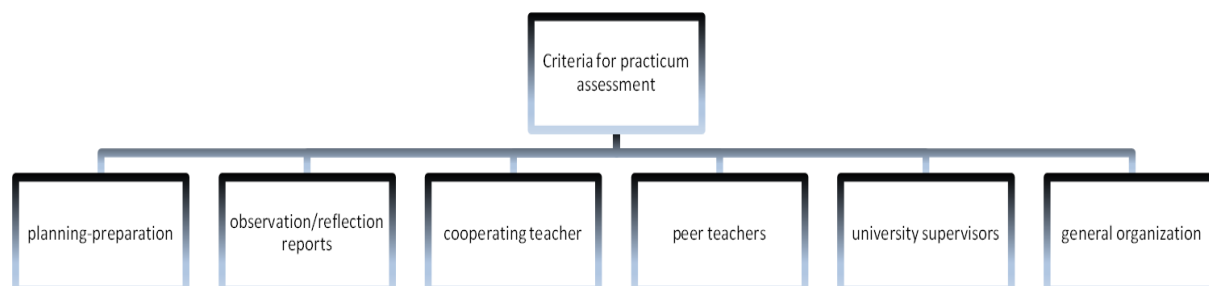 Criteria for practicum
assessment
planning-preparation
observation/reflection
reports
cooperating teacher
peer teachers
university supervisors
general organization